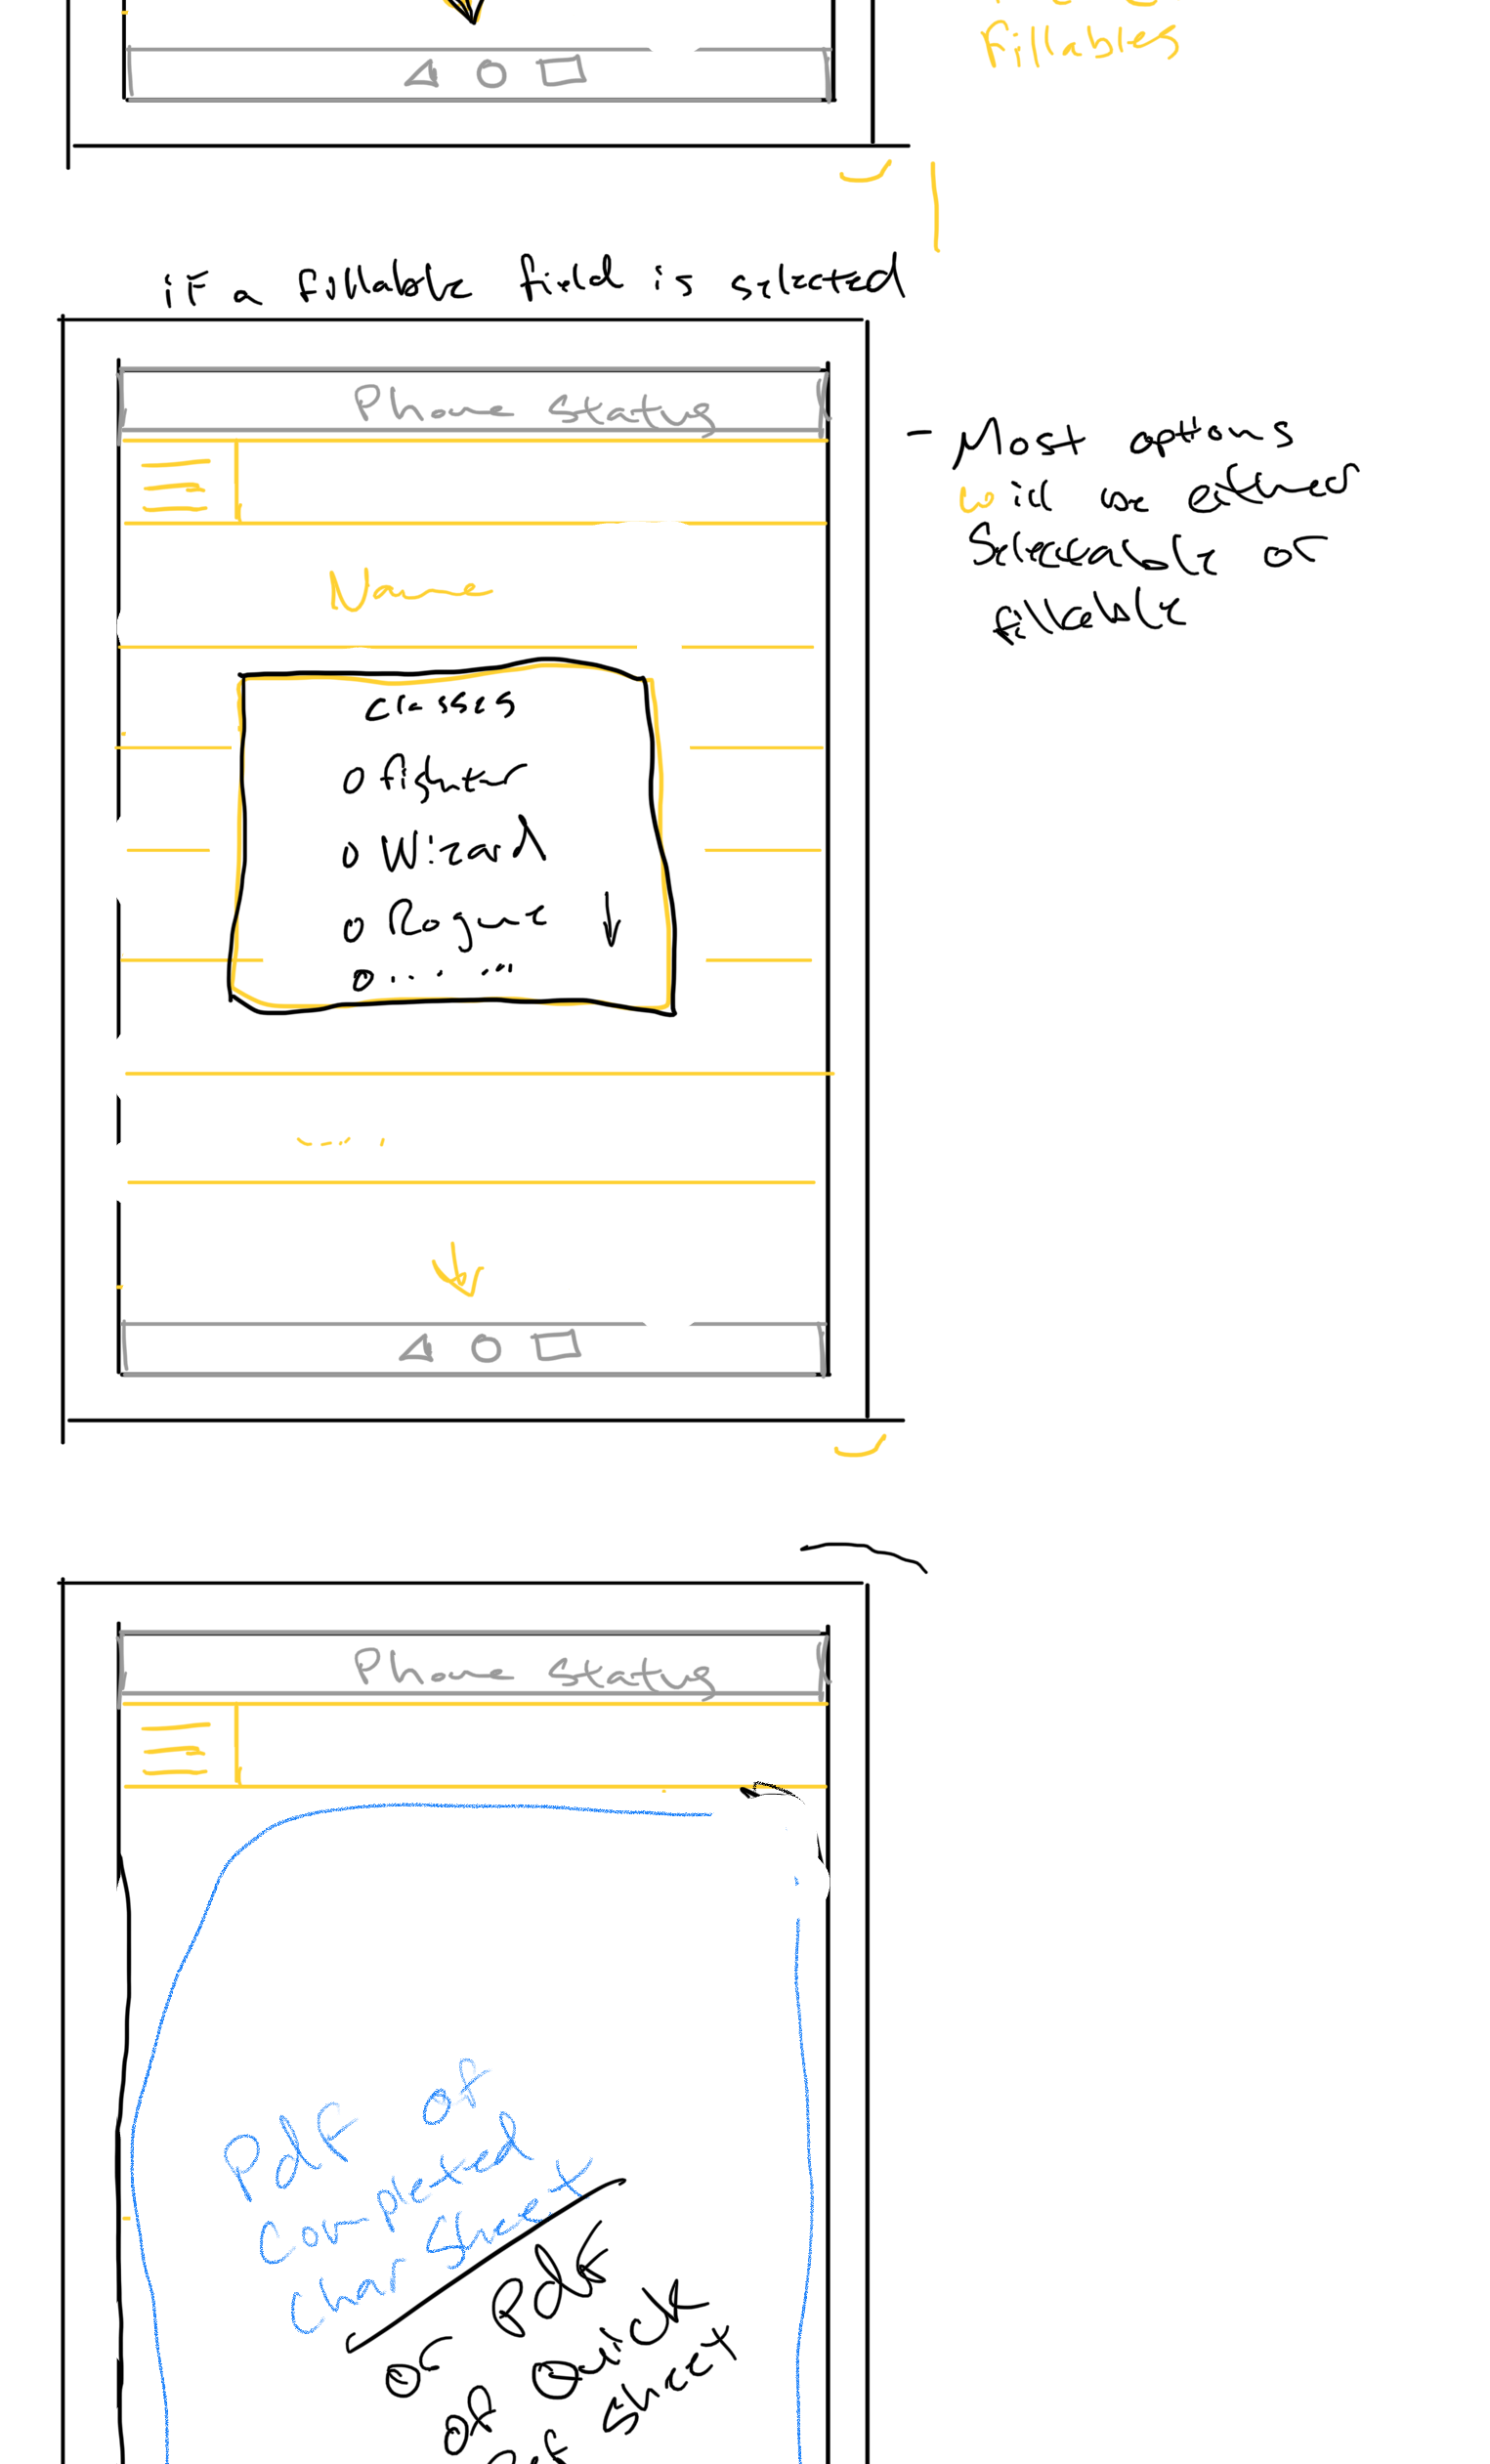 Fillables
if a fillable field is selected
Phone Status
- Most options
will be either
Selectable or
fillable
Name
Classes
o fighter
o Wizard
o Rogue
o . . . . .
Phone Status
Pdf of
Completed
Char Sheet
or Pdf
of Quick
Ref Sheet